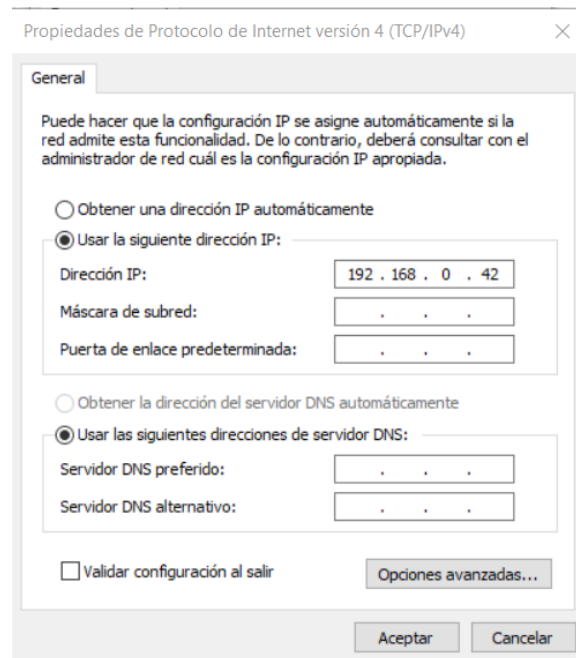 Propiedades de Protocolo de Internet versión 4 (TCP/IPv4)
General
Puede hacer que la configuración IP se asigne automáticamente si la
red admite esta funcionalidad. De lo contrario, deberá consultar con el
administrador de red cuál es la configuración IP apropiada.
Obtener una dirección IP automáticamente
Usar la siguiente dirección IP:
Dirección IP: 192 . 168 . 0 . 42
Máscara de subred: . . .
Puerta de enlace predeterminada: . . .
Obtener la dirección del servidor DNS automáticamente
Usar las siguientes direcciones de servidor DNS:
Servidor DNS preferido: . . .
Servidor DNS alternativo: . . .
Validar configuración al salir
Opciones avanzadas...
Aceptar Cancelar